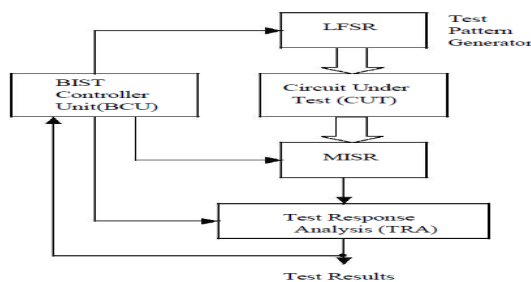 LFSR
Test
Pattern
Generator
BIST
Controller
Unit(BCU)
Circuit Under
Test (CUT)
MISR
Test Response
Analysis (TRA)
Test Results